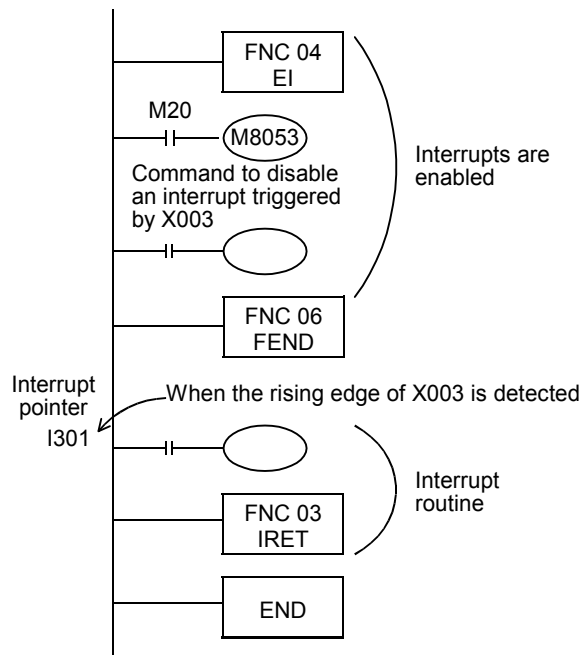 FNC 04
EI
M20
M8053
Command to disable
an interrupt triggered
by X003
Interrupts are
enabled
FNC 06
FEND
Interrupt
pointer
I301
When the rising edge of X003 is detected
Interrupt
routine
FNC 03
IRET
END